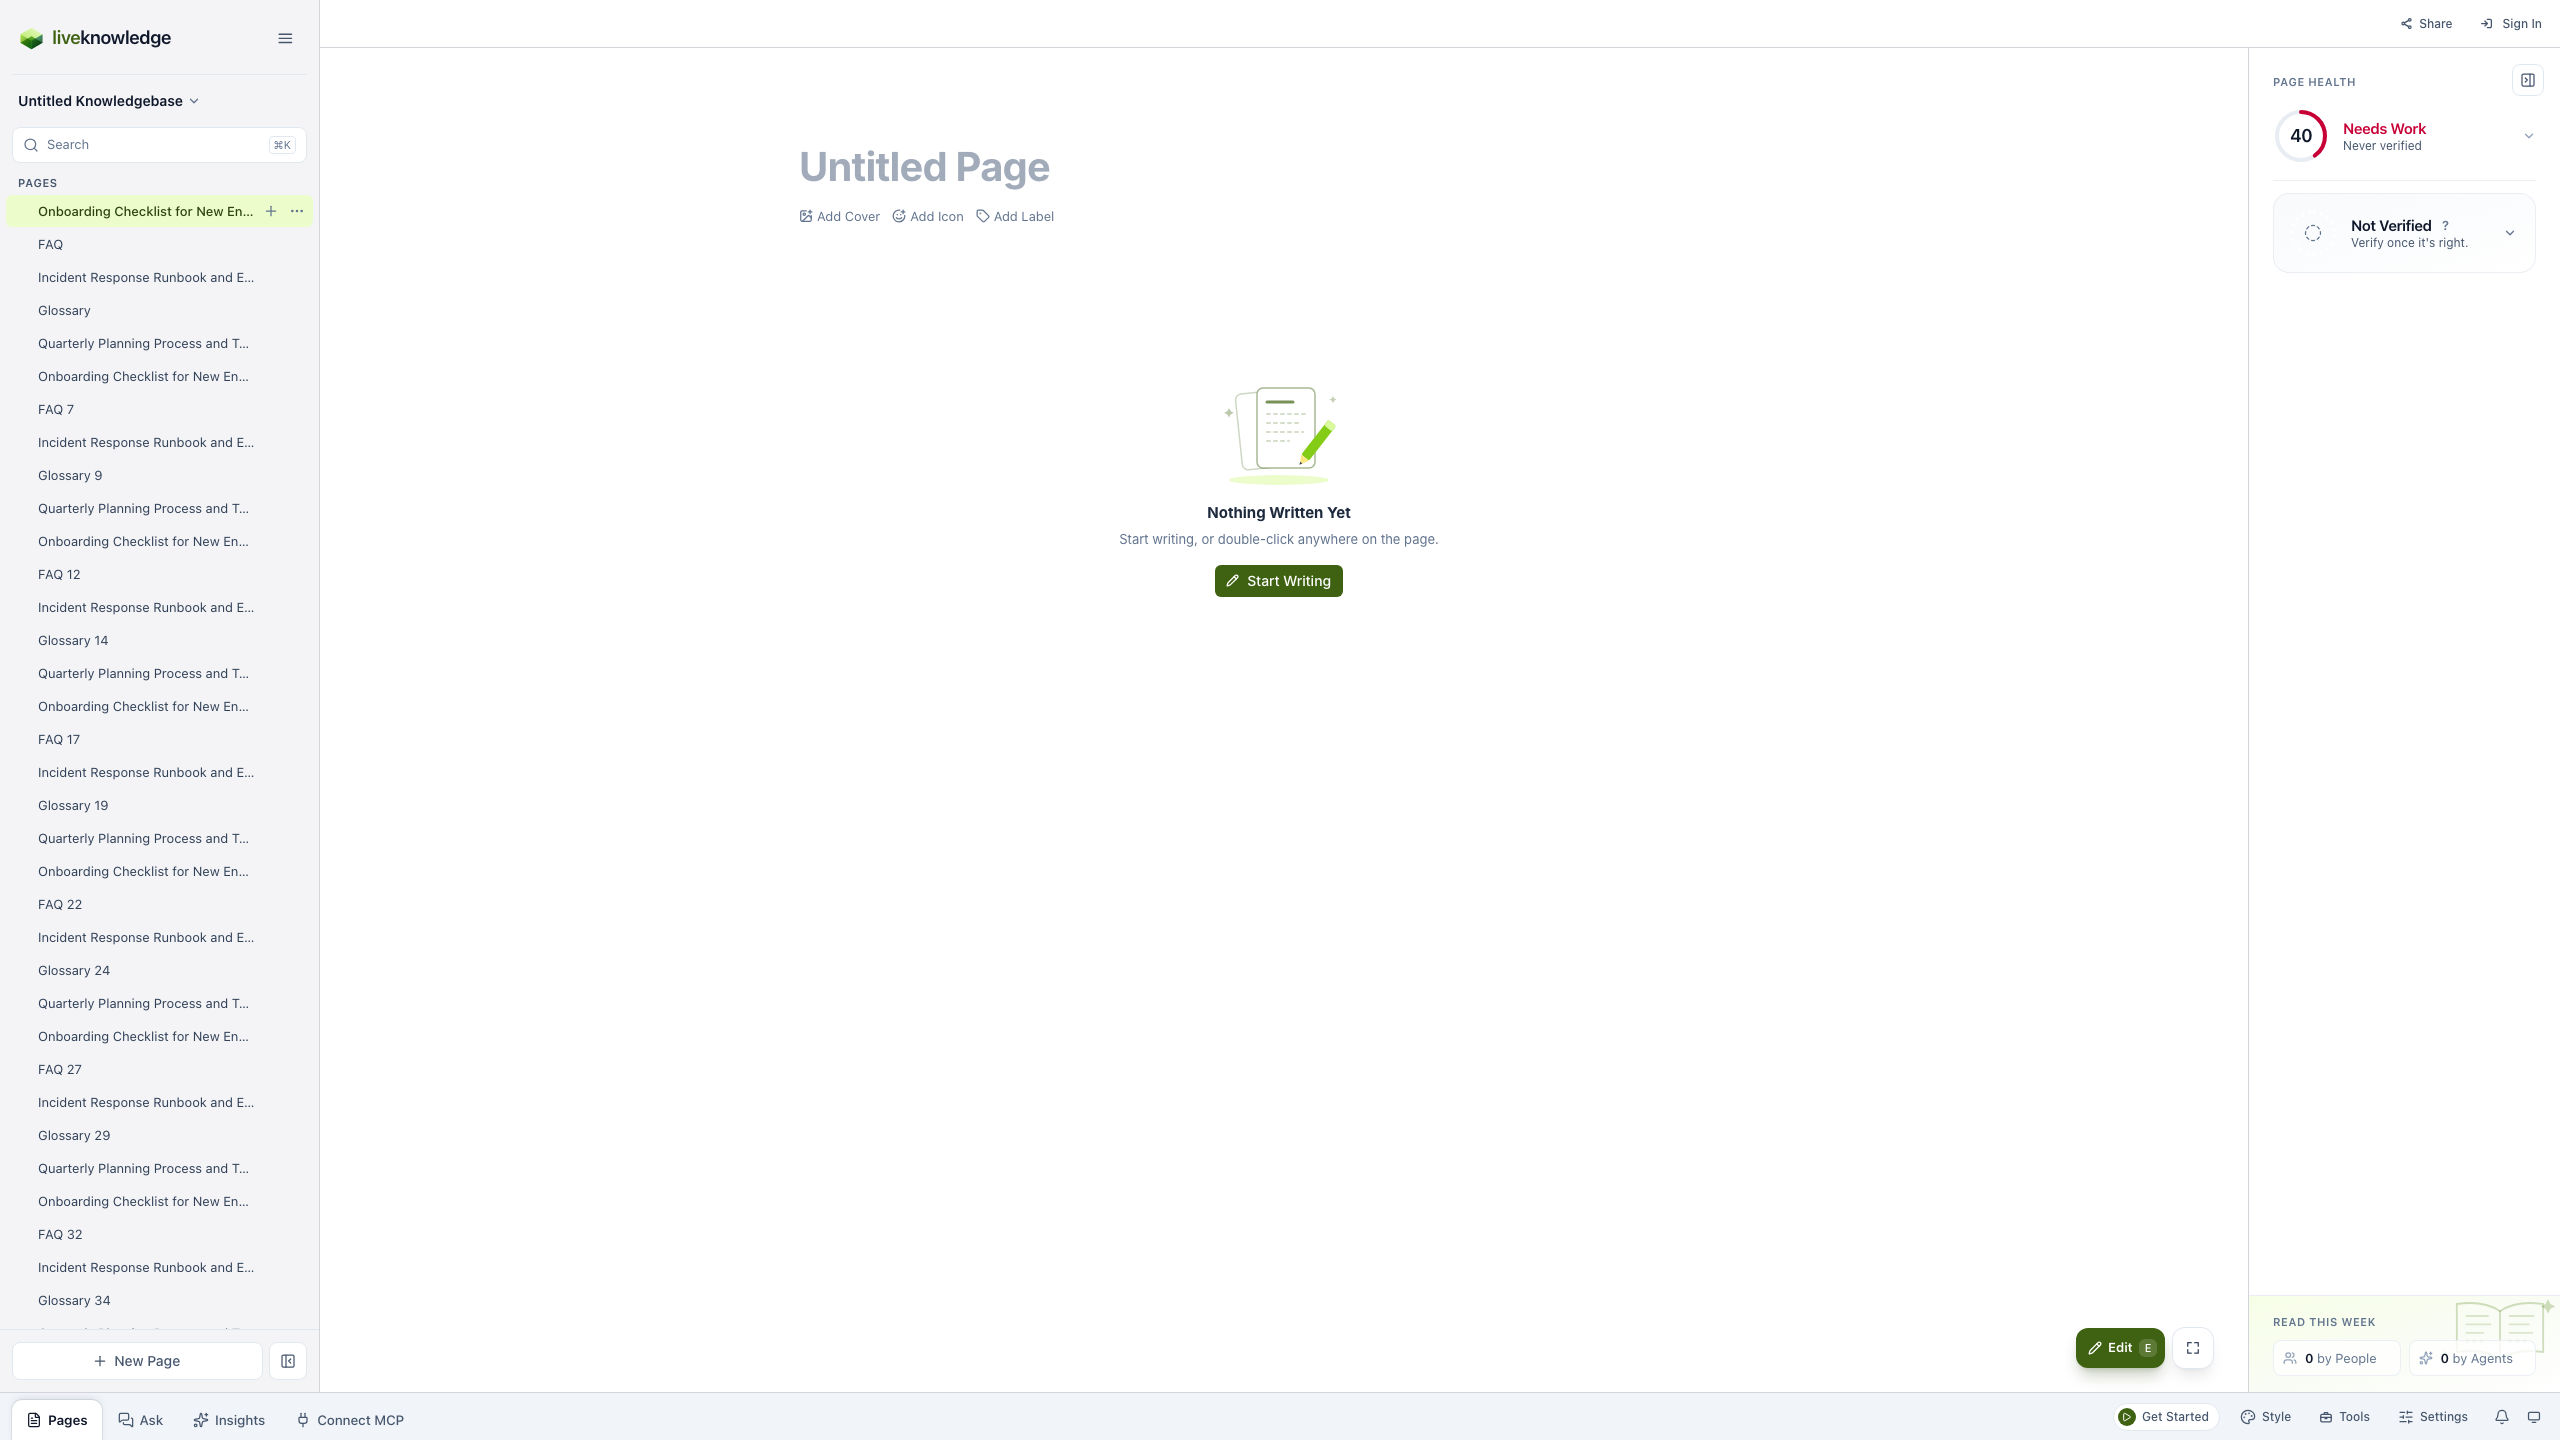 liveknowledge
Share
Sign In
Untitled Knowledgebase
Search
⌘K
PAGES
Onboarding Checklist for New En...
FAQ
Incident Response Runbook and E...
Glossary
Quarterly Planning Process and T...
Onboarding Checklist for New En...
FAQ 7
Incident Response Runbook and E...
Glossary 9
Quarterly Planning Process and T...
Onboarding Checklist for New En...
FAQ 12
Incident Response Runbook and E...
Glossary 14
Quarterly Planning Process and T...
Onboarding Checklist for New En...
FAQ 17
Incident Response Runbook and E...
Glossary 19
Quarterly Planning Process and T...
Onboarding Checklist for New En...
FAQ 22
Incident Response Runbook and E...
Glossary 24
Quarterly Planning Process and T...
Onboarding Checklist for New En...
FAQ 27
Incident Response Runbook and E...
Glossary 29
Quarterly Planning Process and T...
Onboarding Checklist for New En...
FAQ 32
Incident Response Runbook and E...
Glossary 34
New Page
Untitled Page
Add Cover
Add Icon
Add Label
Nothing Written Yet
Start writing, or double-click anywhere on the page.
Start Writing
Edit E
PAGE HEALTH
40
Needs Work
Never verified
Not Verified ?
Verify once it's right.
READ THIS WEEK
0 by People
0 by Agents
Pages
Ask
Insights
Connect MCP
Get Started
Style
Tools
Settings